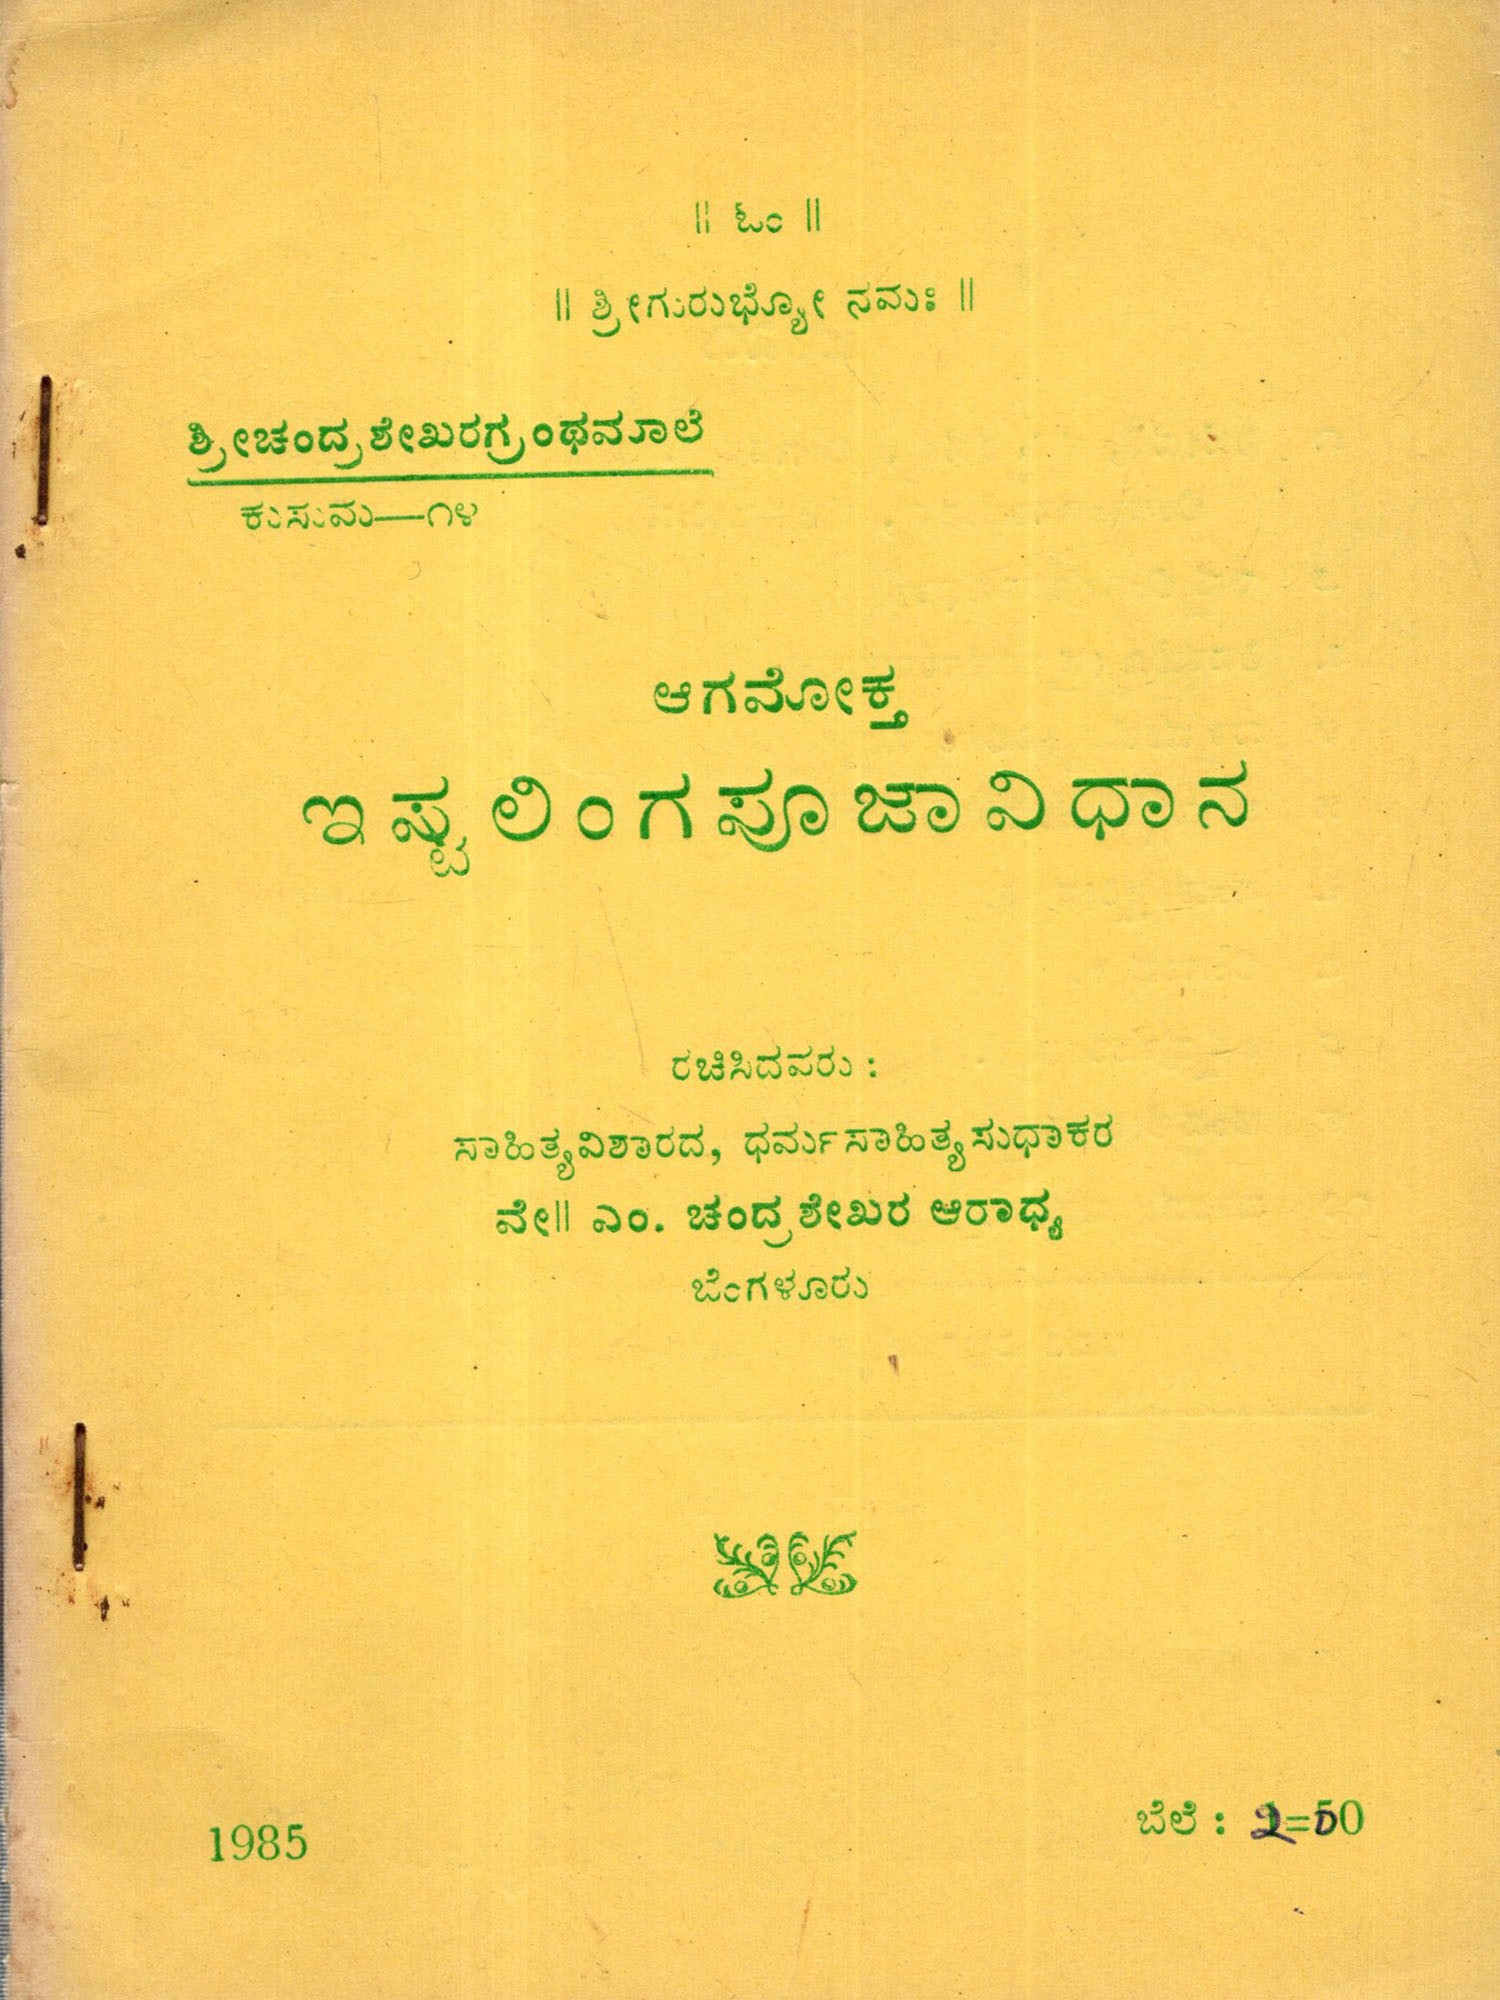 ॥ ಓಂ ॥
॥ ಶ್ರೀಗುರುಭ್ಯೋ ನಮಃ ॥
ಶ್ರೀಚಂದ್ರಶೇಖರಗ್ರಂಥಮಾಲೆ
ಕುಸುಮ—೧೪
ಆಗಮೋಕ್ತ
ಇಷ್ಟಲಿಂಗಪೂಜಾವಿಧಾನ
ರಚಿಸಿದವರು :
ಸಾಹಿತ್ಯವಿಶಾರದ, ಧರ್ಮಸಾಹಿತ್ಯಸುಧಾಕರ
ವೇ॥ ಎಂ. ಚಂದ್ರಶೇಖರ ಆರಾಧ್ಯ
ಬೆಂಗಳೂರು
1985
ಬೆಲೆ : 2=00